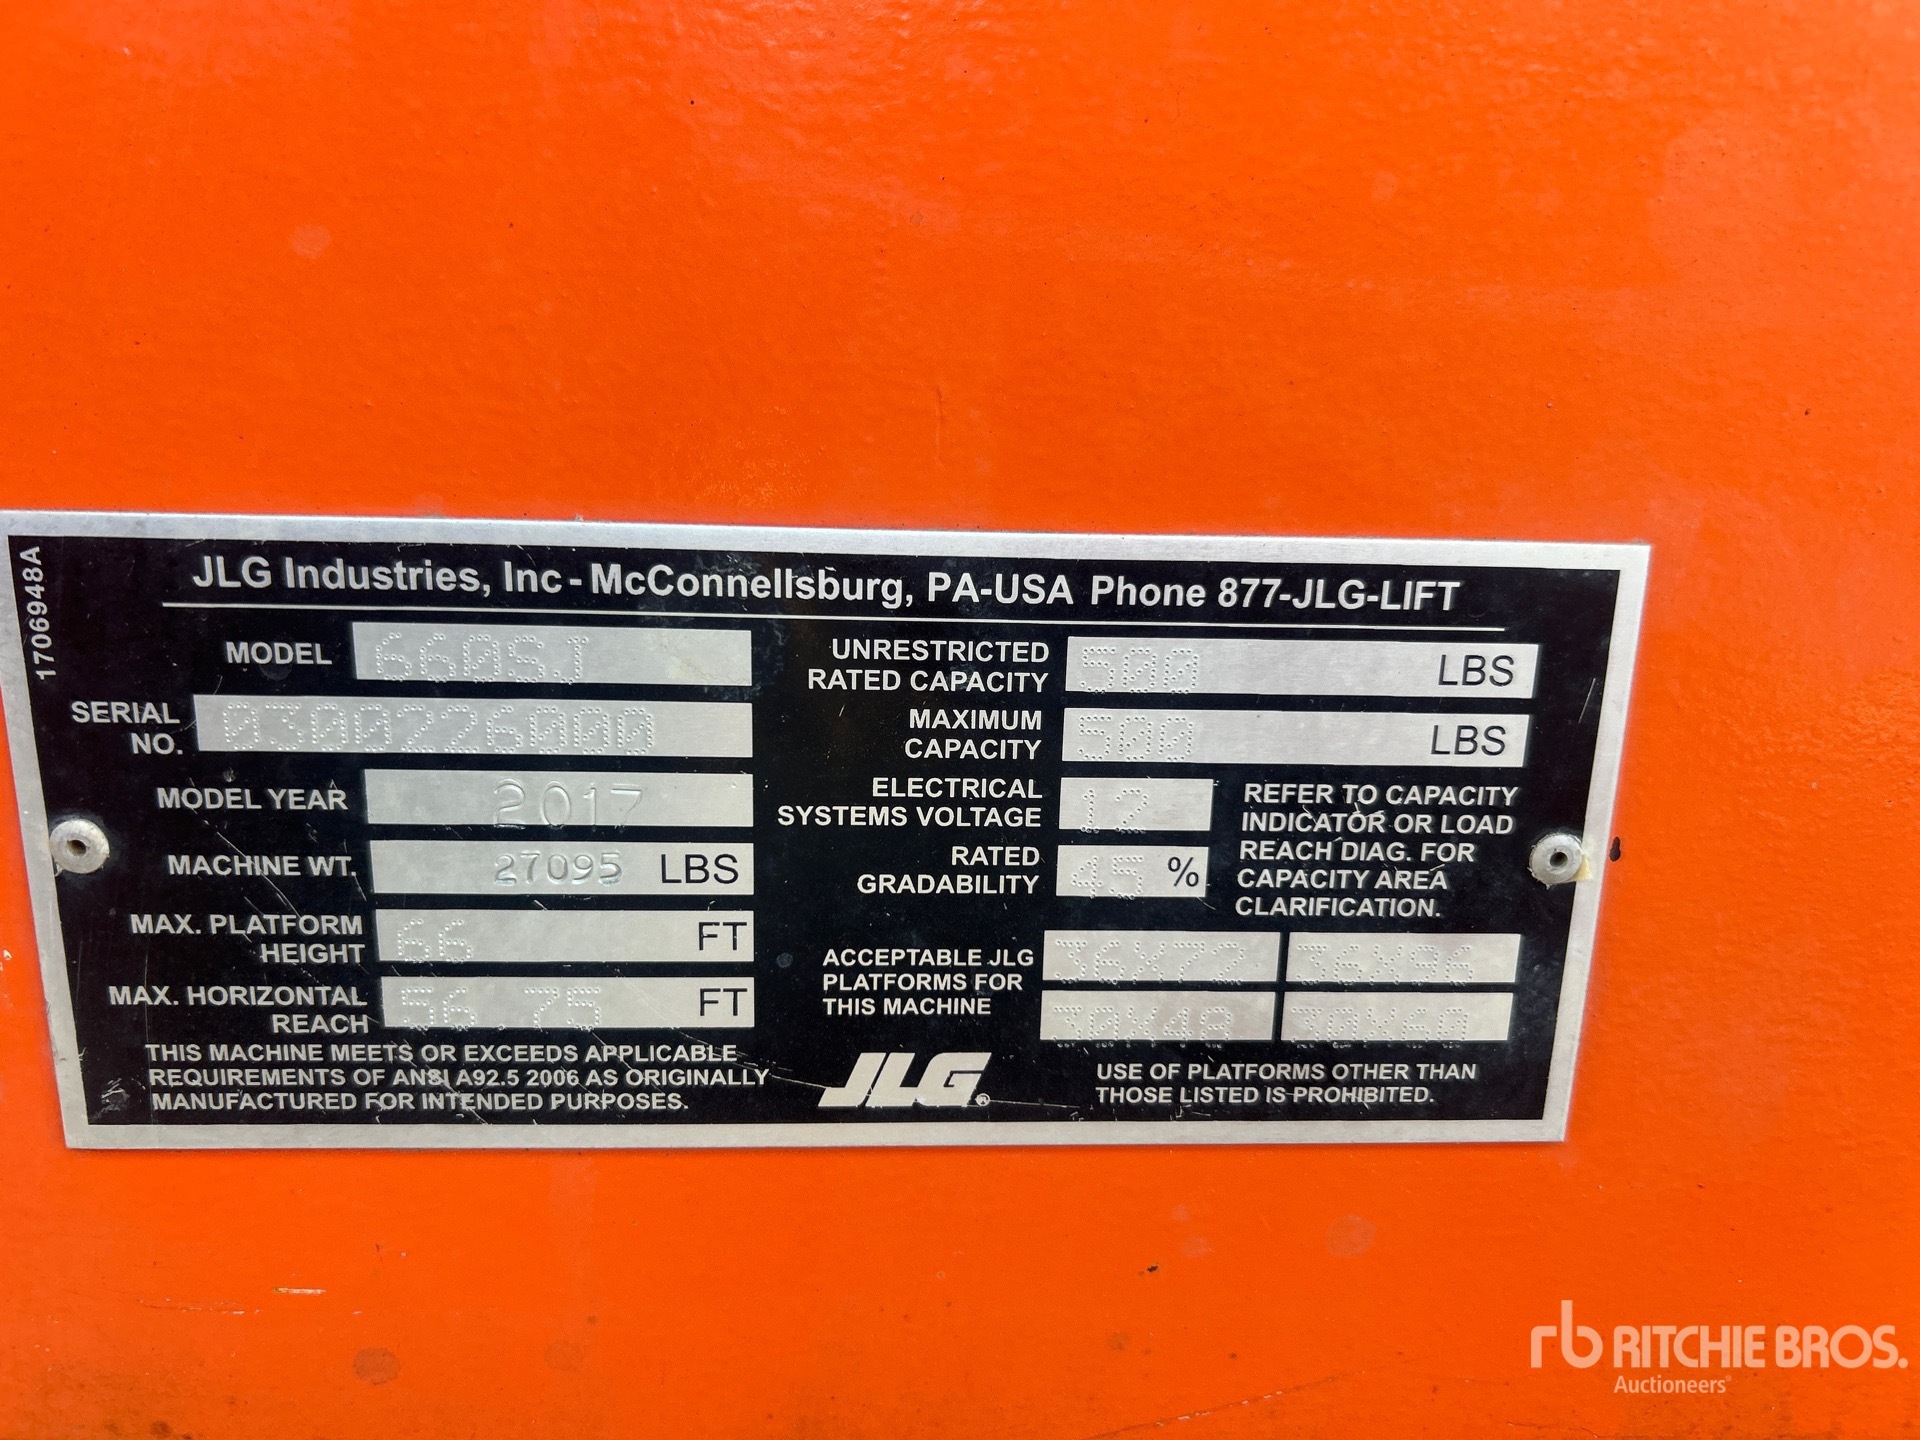 1706948A
JLG Industries, Inc - McConnellsburg, PA-USA Phone 877-JLG-LIFT
MODEL 660SJ
SERIAL
NO. 0300226000
MODEL YEAR 2017
MACHINE WT. 27095 LBS
MAX. PLATFORM
HEIGHT 66 FT
MAX. HORIZONTAL
REACH 56.75 FT
THIS MACHINE MEETS OR EXCEEDS APPLICABLE
REQUIREMENTS OF ANSI A92.5 2006 AS ORIGINALLY
MANUFACTURED FOR INTENDED PURPOSES.
UNRESTRICTED
RATED CAPACITY 500 LBS
MAXIMUM
CAPACITY 500 LBS
ELECTRICAL
SYSTEMS VOLTAGE 12
RATED
GRADABILITY 45 %
REFER TO CAPACITY
INDICATOR OR LOAD
REACH DIAG. FOR
CAPACITY AREA
CLARIFICATION.
ACCEPTABLE JLG
PLATFORMS FOR
THIS MACHINE
36X72 36X96
30X48 30X60
JLG®
USE OF PLATFORMS OTHER THAN
THOSE LISTED IS PROHIBITED.
rb RITCHIE BROS.
Auctioneers